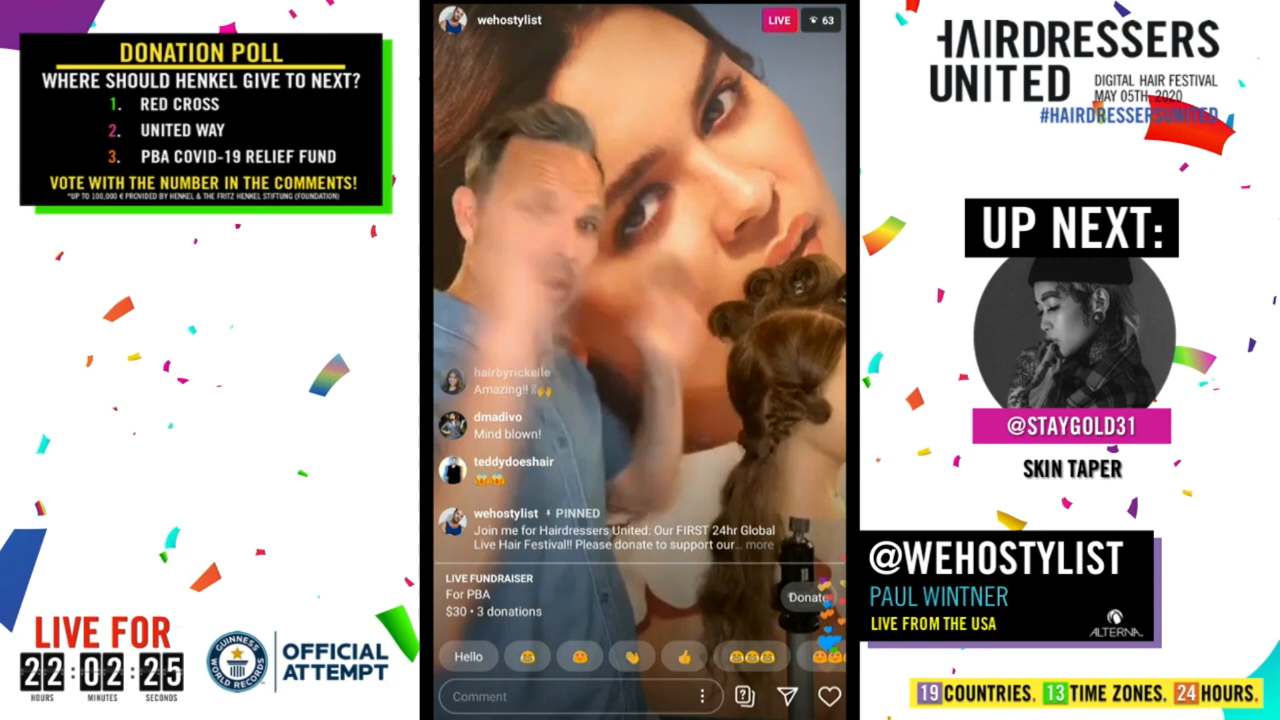 DONATION POLL
WHERE SHOULD HENKEL GIVE TO NEXT?
1. RED CROSS
2. UNITED WAY
3. PBA COVID-19 RELIEF FUND
VOTE WITH THE NUMBER IN THE COMMENTS!
*UP TO 100,000 € PROVIDED BY HENKEL & THE FRITZ HENKEL STIFTUNG (FOUNDATION)
LIVE FOR
22:02:25
HOURS MINUTES SECONDS
GUINNESS WORLD RECORDS
OFFICIAL
ATTEMPT
wehostylist
LIVE 63
hairbyrickelle
Amazing!!
dmadivo
Mind blown!
teddydoeshair
wehostylist PINNED
Join me for Hairdressers United: Our FIRST 24hr Global
Live Hair Festival!! Please donate to support our... more
LIVE FUNDRAISER
For PBA
$30 • 3 donations
Donate
Hello
Comment
HAIRDRESSERS
UNITED
DIGITAL HAIR FESTIVAL
MAY 05TH, 2020
#HAIRDRESSERSUNITED
UP NEXT:
@STAYGOLD31
SKIN TAPER
@WEHOSTYLIST
PAUL WINTNER
LIVE FROM THE USA
ALTERNA
19 COUNTRIES. 13 TIME ZONES. 24 HOURS.